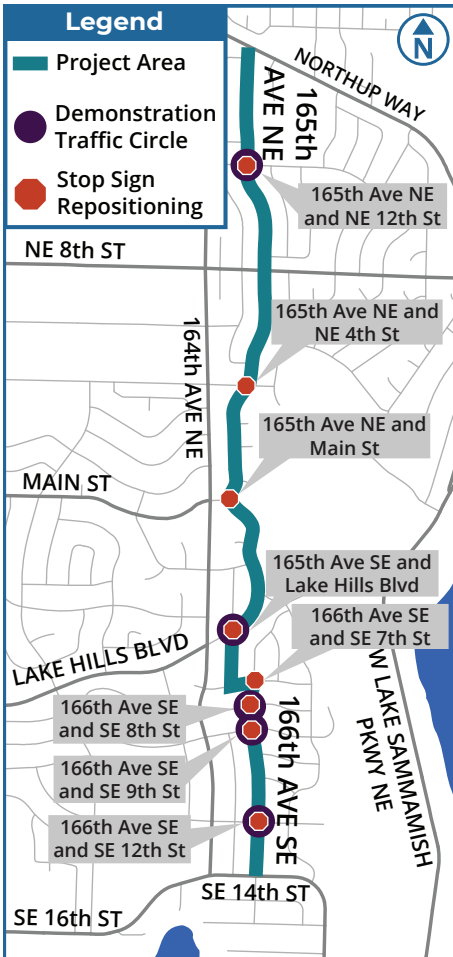 Legend
Project Area
Demonstration
Traffic Circle
Stop Sign
Repositioning
N
NORTHUP WAY
165th
AVE NE
165th Ave NE
and NE 12th St
NE 8th ST
164th AVE NE
165th Ave NE and
NE 4th St
165th Ave NE and
Main St
MAIN ST
165th Ave SE and
Lake Hills Blvd
166th Ave SE
and SE 7th St
LAKE HILLS BLVD
W LAKE SAMMAMISH
PKWY NE
166th Ave SE
and SE 8th St
166th AVE SE
166th Ave SE
and SE 9th St
166th Ave SE
and SE 12th St
SE 14th ST
SE 16th ST